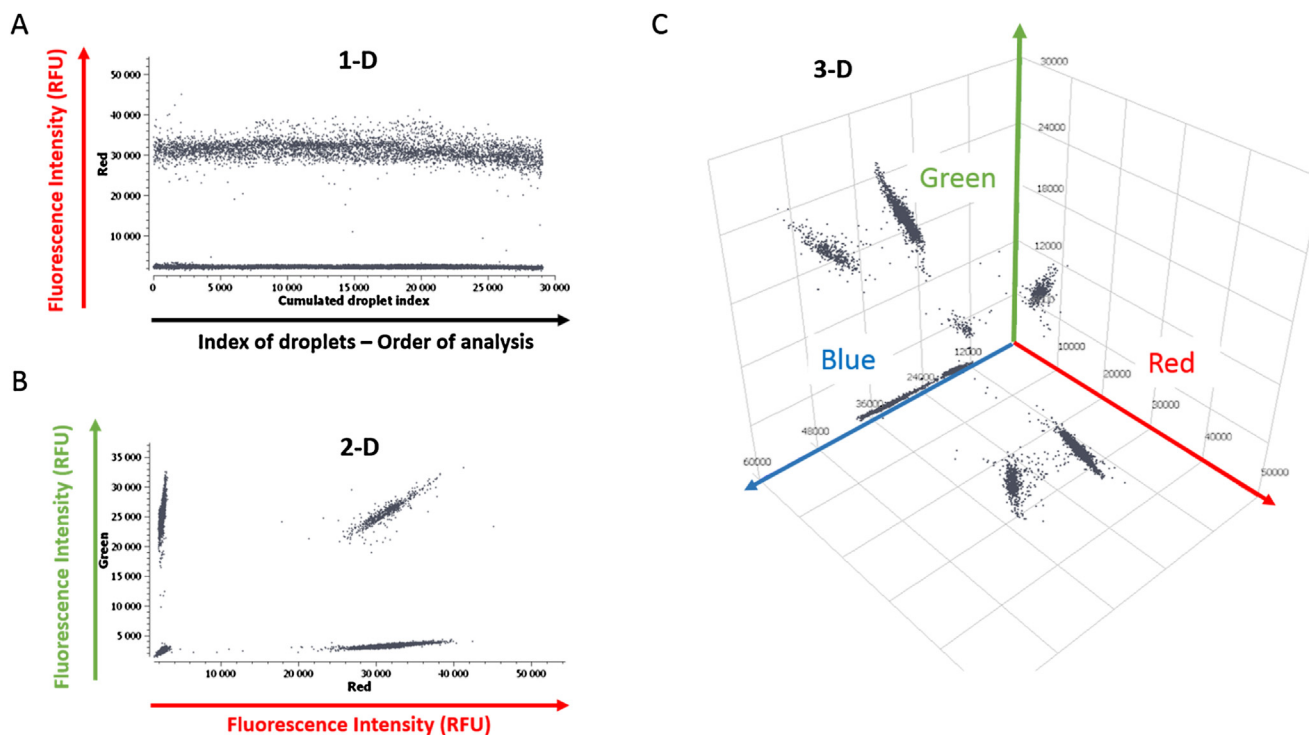 A
1-D
Fluorescence Intensity (RFU)
Red
50 000
40 000
30 000
20 000
10 000
0
5 000
10 000
15 000
20 000
25 000
30 000
Cumulated droplet index
Index of droplets – Order of analysis
B
2-D
Fluorescence Intensity (RFU)
Green
35 000
30 000
25 000
20 000
15 000
10 000
5 000
10 000
20 000
30 000
40 000
50 000
Red
Fluorescence Intensity (RFU)
C
3-D
30000
24000
18000
12000
Green
Blue
Red
12000
24000
36000
48000
60000
10000
20000
30000
40000
50000